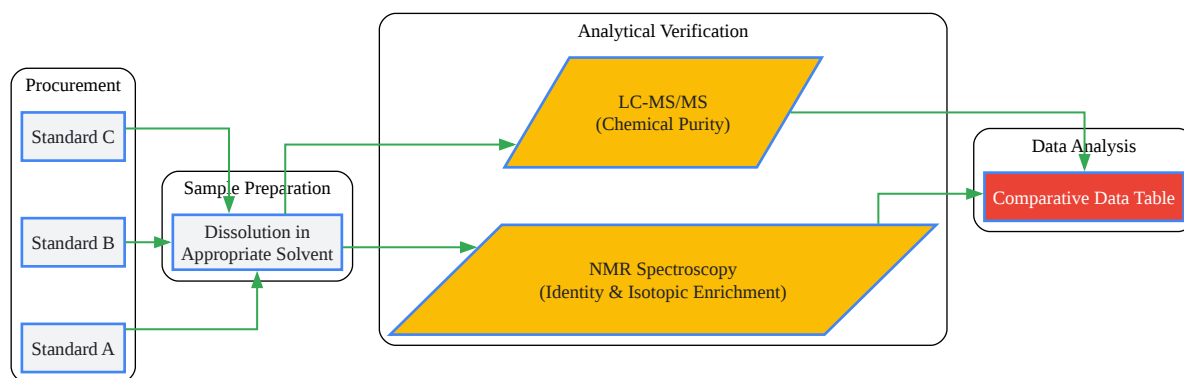 Procurement
Standard C
Standard B
Standard A
Sample Preparation
Dissolution in
Appropriate Solvent
Analytical Verification
LC-MS/MS
(Chemical Purity)
NMR Spectroscopy
(Identity & Isotopic Enrichment)
Data Analysis
Comparative Data Table